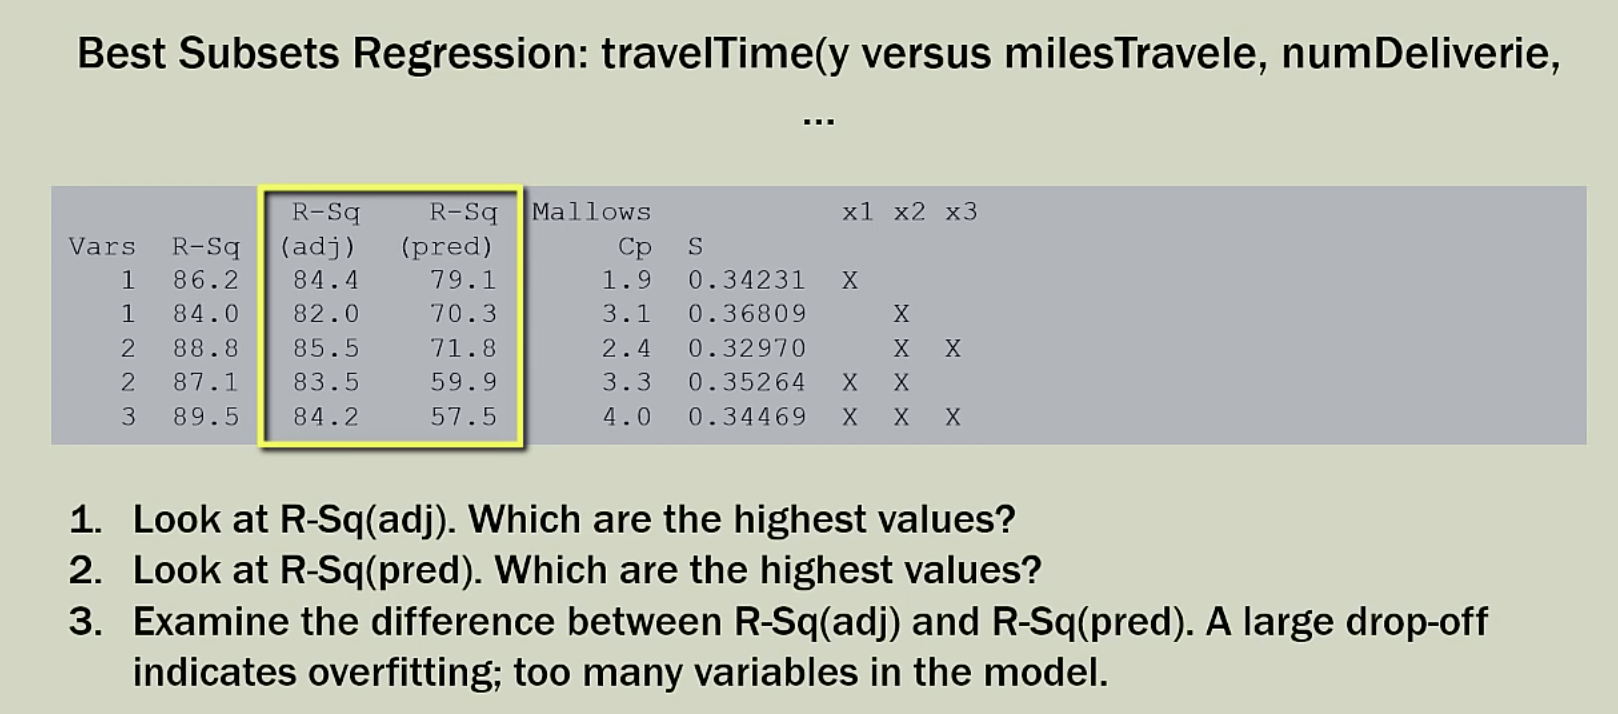 Best Subsets Regression: travelTime(y versus milesTravele, numDeliverie,
...
R-Sq R-Sq Mallows x1 x2 x3
Vars R-Sq (adj) (pred) Cp S
1 86.2 84.4 79.1 1.9 0.34231 X
1 84.0 82.0 70.3 3.1 0.36809 X
2 88.8 85.5 71.8 2.4 0.32970 X X
2 87.1 83.5 59.9 3.3 0.35264 X X
3 89.5 84.2 57.5 4.0 0.34469 X X X
1. Look at R-Sq(adj). Which are the highest values?
2. Look at R-Sq(pred). Which are the highest values?
3. Examine the difference between R-Sq(adj) and R-Sq(pred). A large drop-off
indicates overfitting; too many variables in the model.